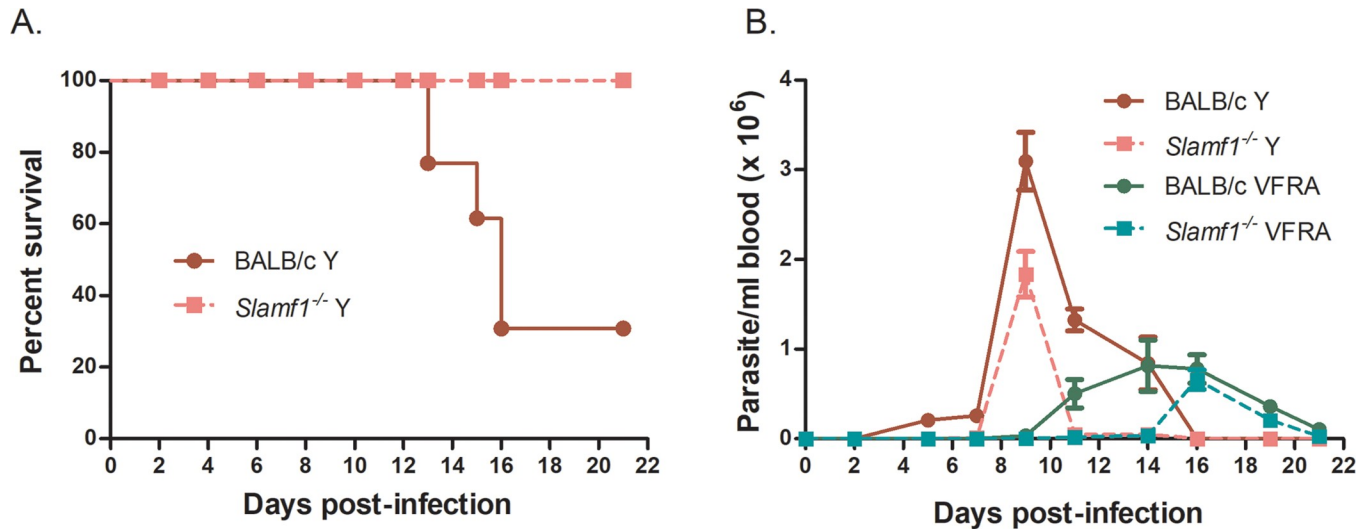 A.
Percent survival
100
80
60
40
20
0
0 2 4 6 8 10 12 14 16 18 20 22
Days post-infection
BALB/c Y
Slamf1-/- Y
B.
Parasite/ml blood (x 10⁶)
4
3
2
1
0
0 2 4 6 8 10 12 14 16 18 20 22
Days post-infection
BALB/c Y
Slamf1-/- Y
BALB/c VFRA
Slamf1-/- VFRA